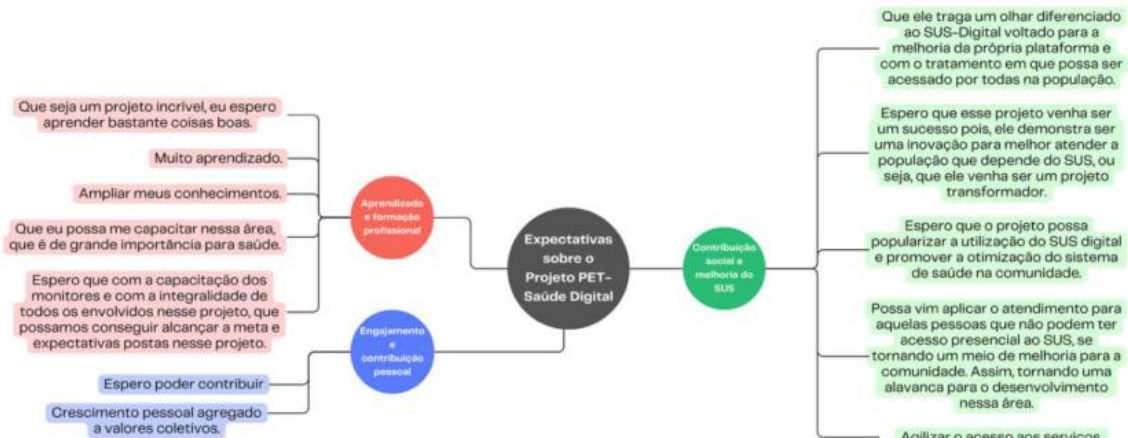 Que seja um projeto incrível, eu espero
aprender bastante coisas boas.
Muito aprendizado.
Ampliar meus conhecimentos.
Que eu possa me capacitar nessa área,
que é de grande importância para saúde.
Espero que com a capacitação dos
monitores e com a integralidade de
todos os envolvidos nesse projeto, que
possamos conseguir alcançar a meta e
expectativas postas nesse projeto.
Aprendizado
e formação
profissional
Espero poder contribuir
Crescimento pessoal agregado
a valores coletivos.
Engajamento
e
contribuição
pessoal
Expectativas
sobre o
Projeto PET-
Saúde Digital
Contribuição
social e
melhoria do
SUS
Que ele traga um olhar diferenciado
ao SUS-Digital voltado para a
melhoria da própria plataforma e
com o tratamento em que possa ser
acessado por todas na população.
Espero que esse projeto venha ser
um sucesso pois, ele demonstra ser
uma inovação para melhor atender a
população que depende do SUS, ou
seja, que ele venha ser um projeto
transformador.
Espero que o projeto possa
popularizar a utilização do SUS digital
e promover a otimização do sistema
de saúde na comunidade.
Possa vim aplicar o atendimento para
aquelas pessoas que não podem ter
acesso presencial ao SUS, se
tornando um meio de melhoria para a
comunidade. Assim, tornando uma
alavanca para o desenvolvimento
nessa área.
Agilizar o acesso aos serviços